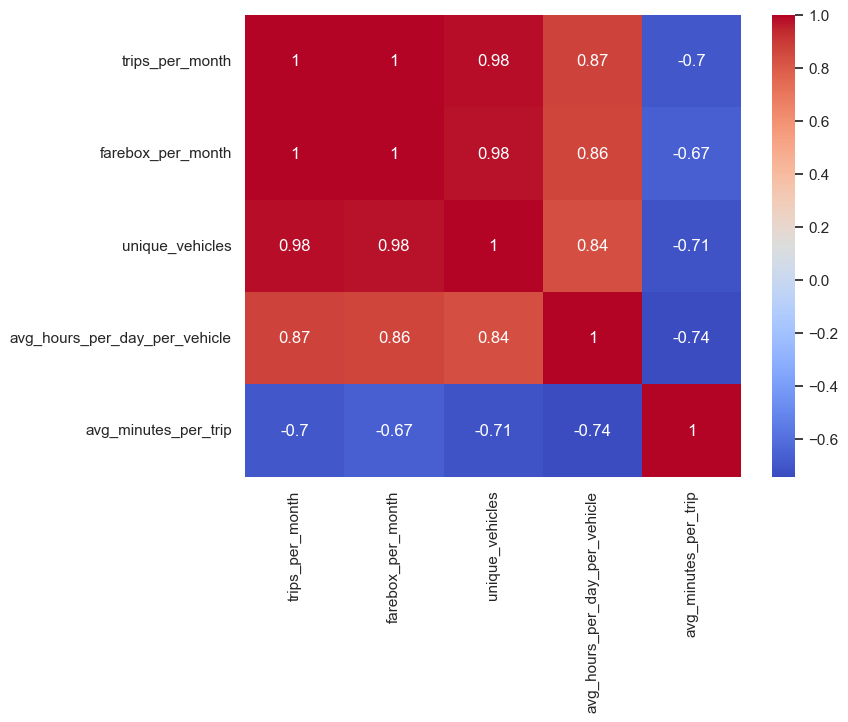 trips_per_month 1 1 0.98 0.87 -0.7
farebox_per_month 1 1 0.98 0.86 -0.67
unique_vehicles 0.98 0.98 1 0.84 -0.71
avg_hours_per_day_per_vehicle 0.87 0.86 0.84 1 -0.74
avg_minutes_per_trip -0.7 -0.67 -0.71 -0.74 1
trips_per_month
farebox_per_month
unique_vehicles
avg_hours_per_day_per_vehicle
avg_minutes_per_trip
1.0
0.8
0.6
0.4
0.2
0.0
−0.2
−0.4
−0.6